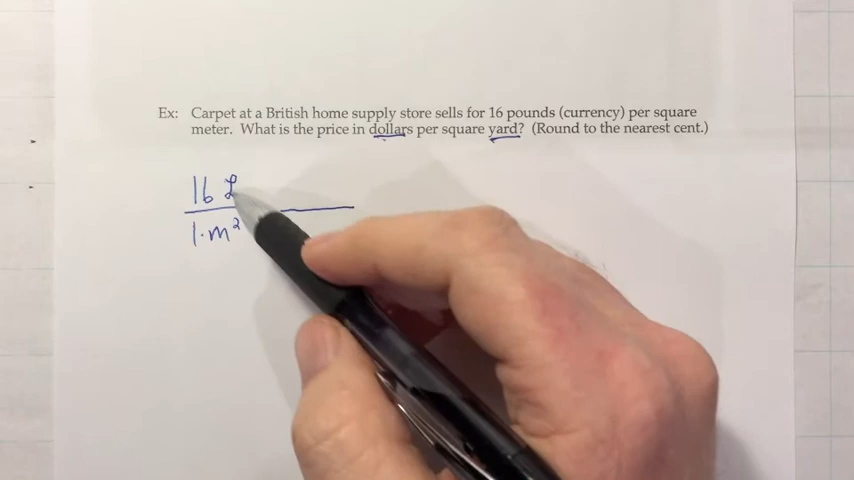 Ex: Carpet at a British home supply store sells for 16 pounds (currency) per square
meter. What is the price in dollars per square yard? (Round to the nearest cent.)
16 £
1·m²